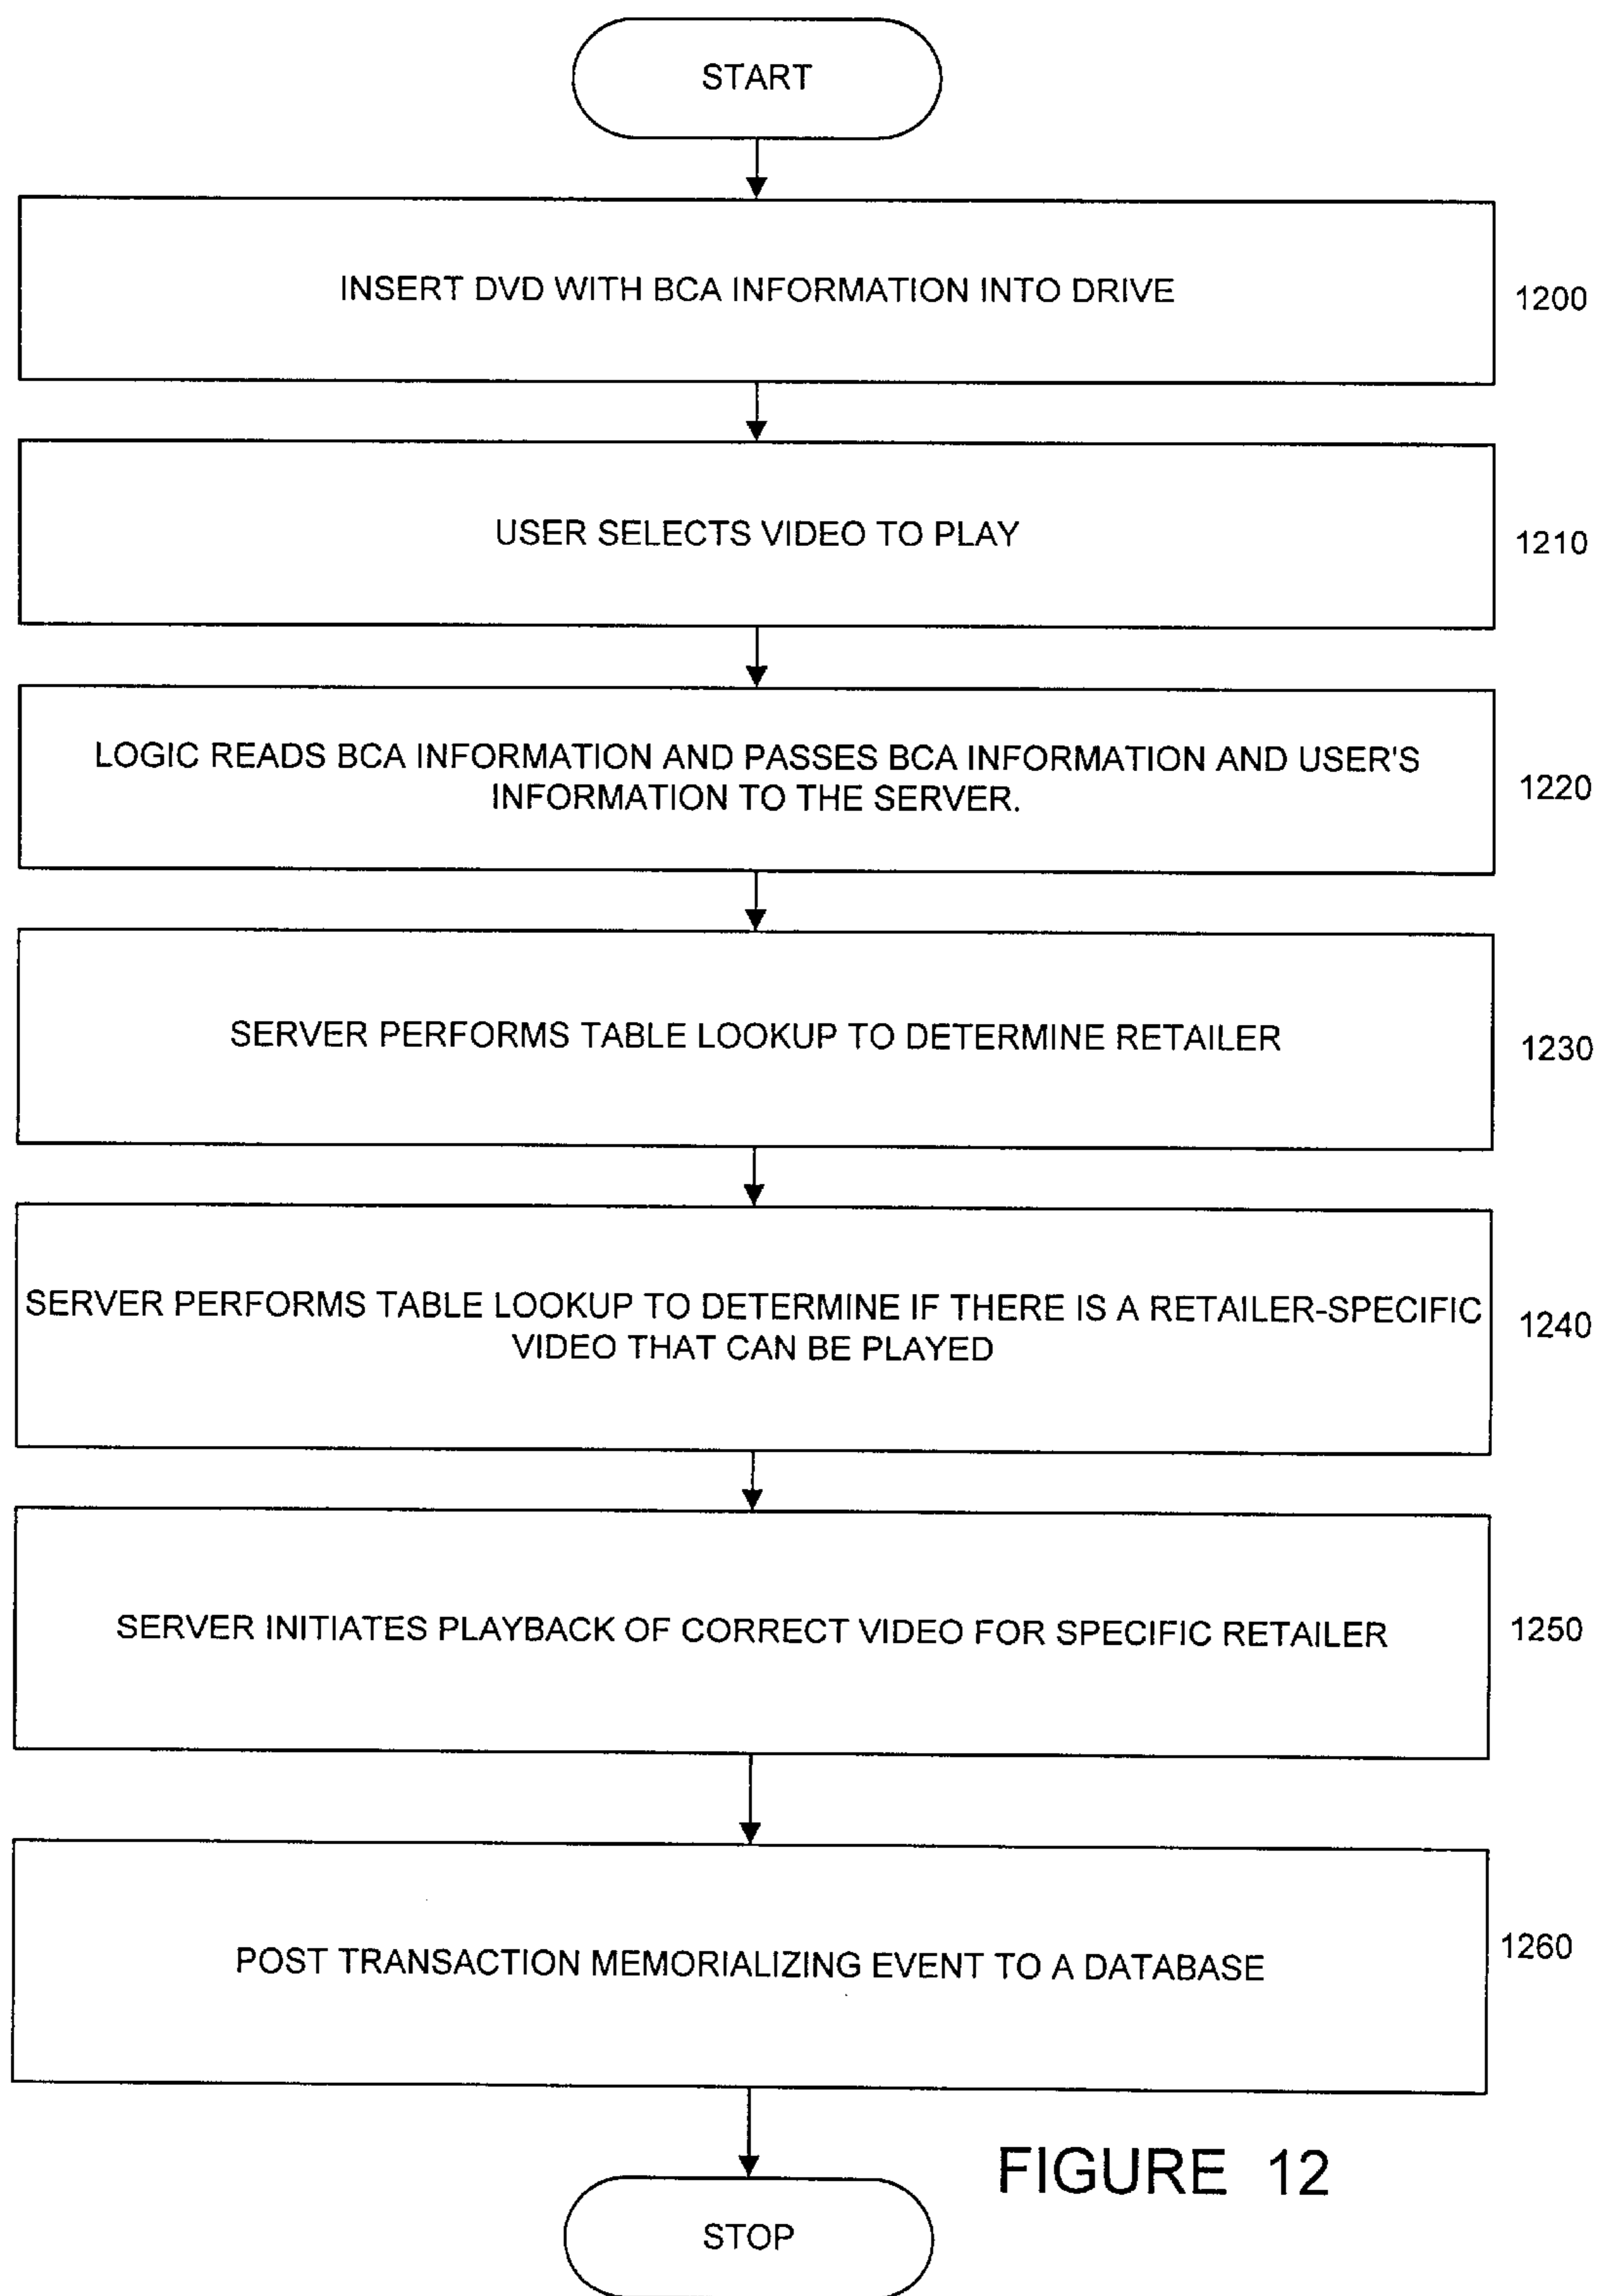 START
INSERT DVD WITH BCA INFORMATION INTO DRIVE
1200
USER SELECTS VIDEO TO PLAY
1210
LOGIC READS BCA INFORMATION AND PASSES BCA INFORMATION AND USER'S
INFORMATION TO THE SERVER.
1220
SERVER PERFORMS TABLE LOOKUP TO DETERMINE RETAILER
1230
SERVER PERFORMS TABLE LOOKUP TO DETERMINE IF THERE IS A RETAILER-SPECIFIC
VIDEO THAT CAN BE PLAYED
1240
SERVER INITIATES PLAYBACK OF CORRECT VIDEO FOR SPECIFIC RETAILER
1250
POST TRANSACTION MEMORIALIZING EVENT TO A DATABASE
1260
FIGURE 12
STOP